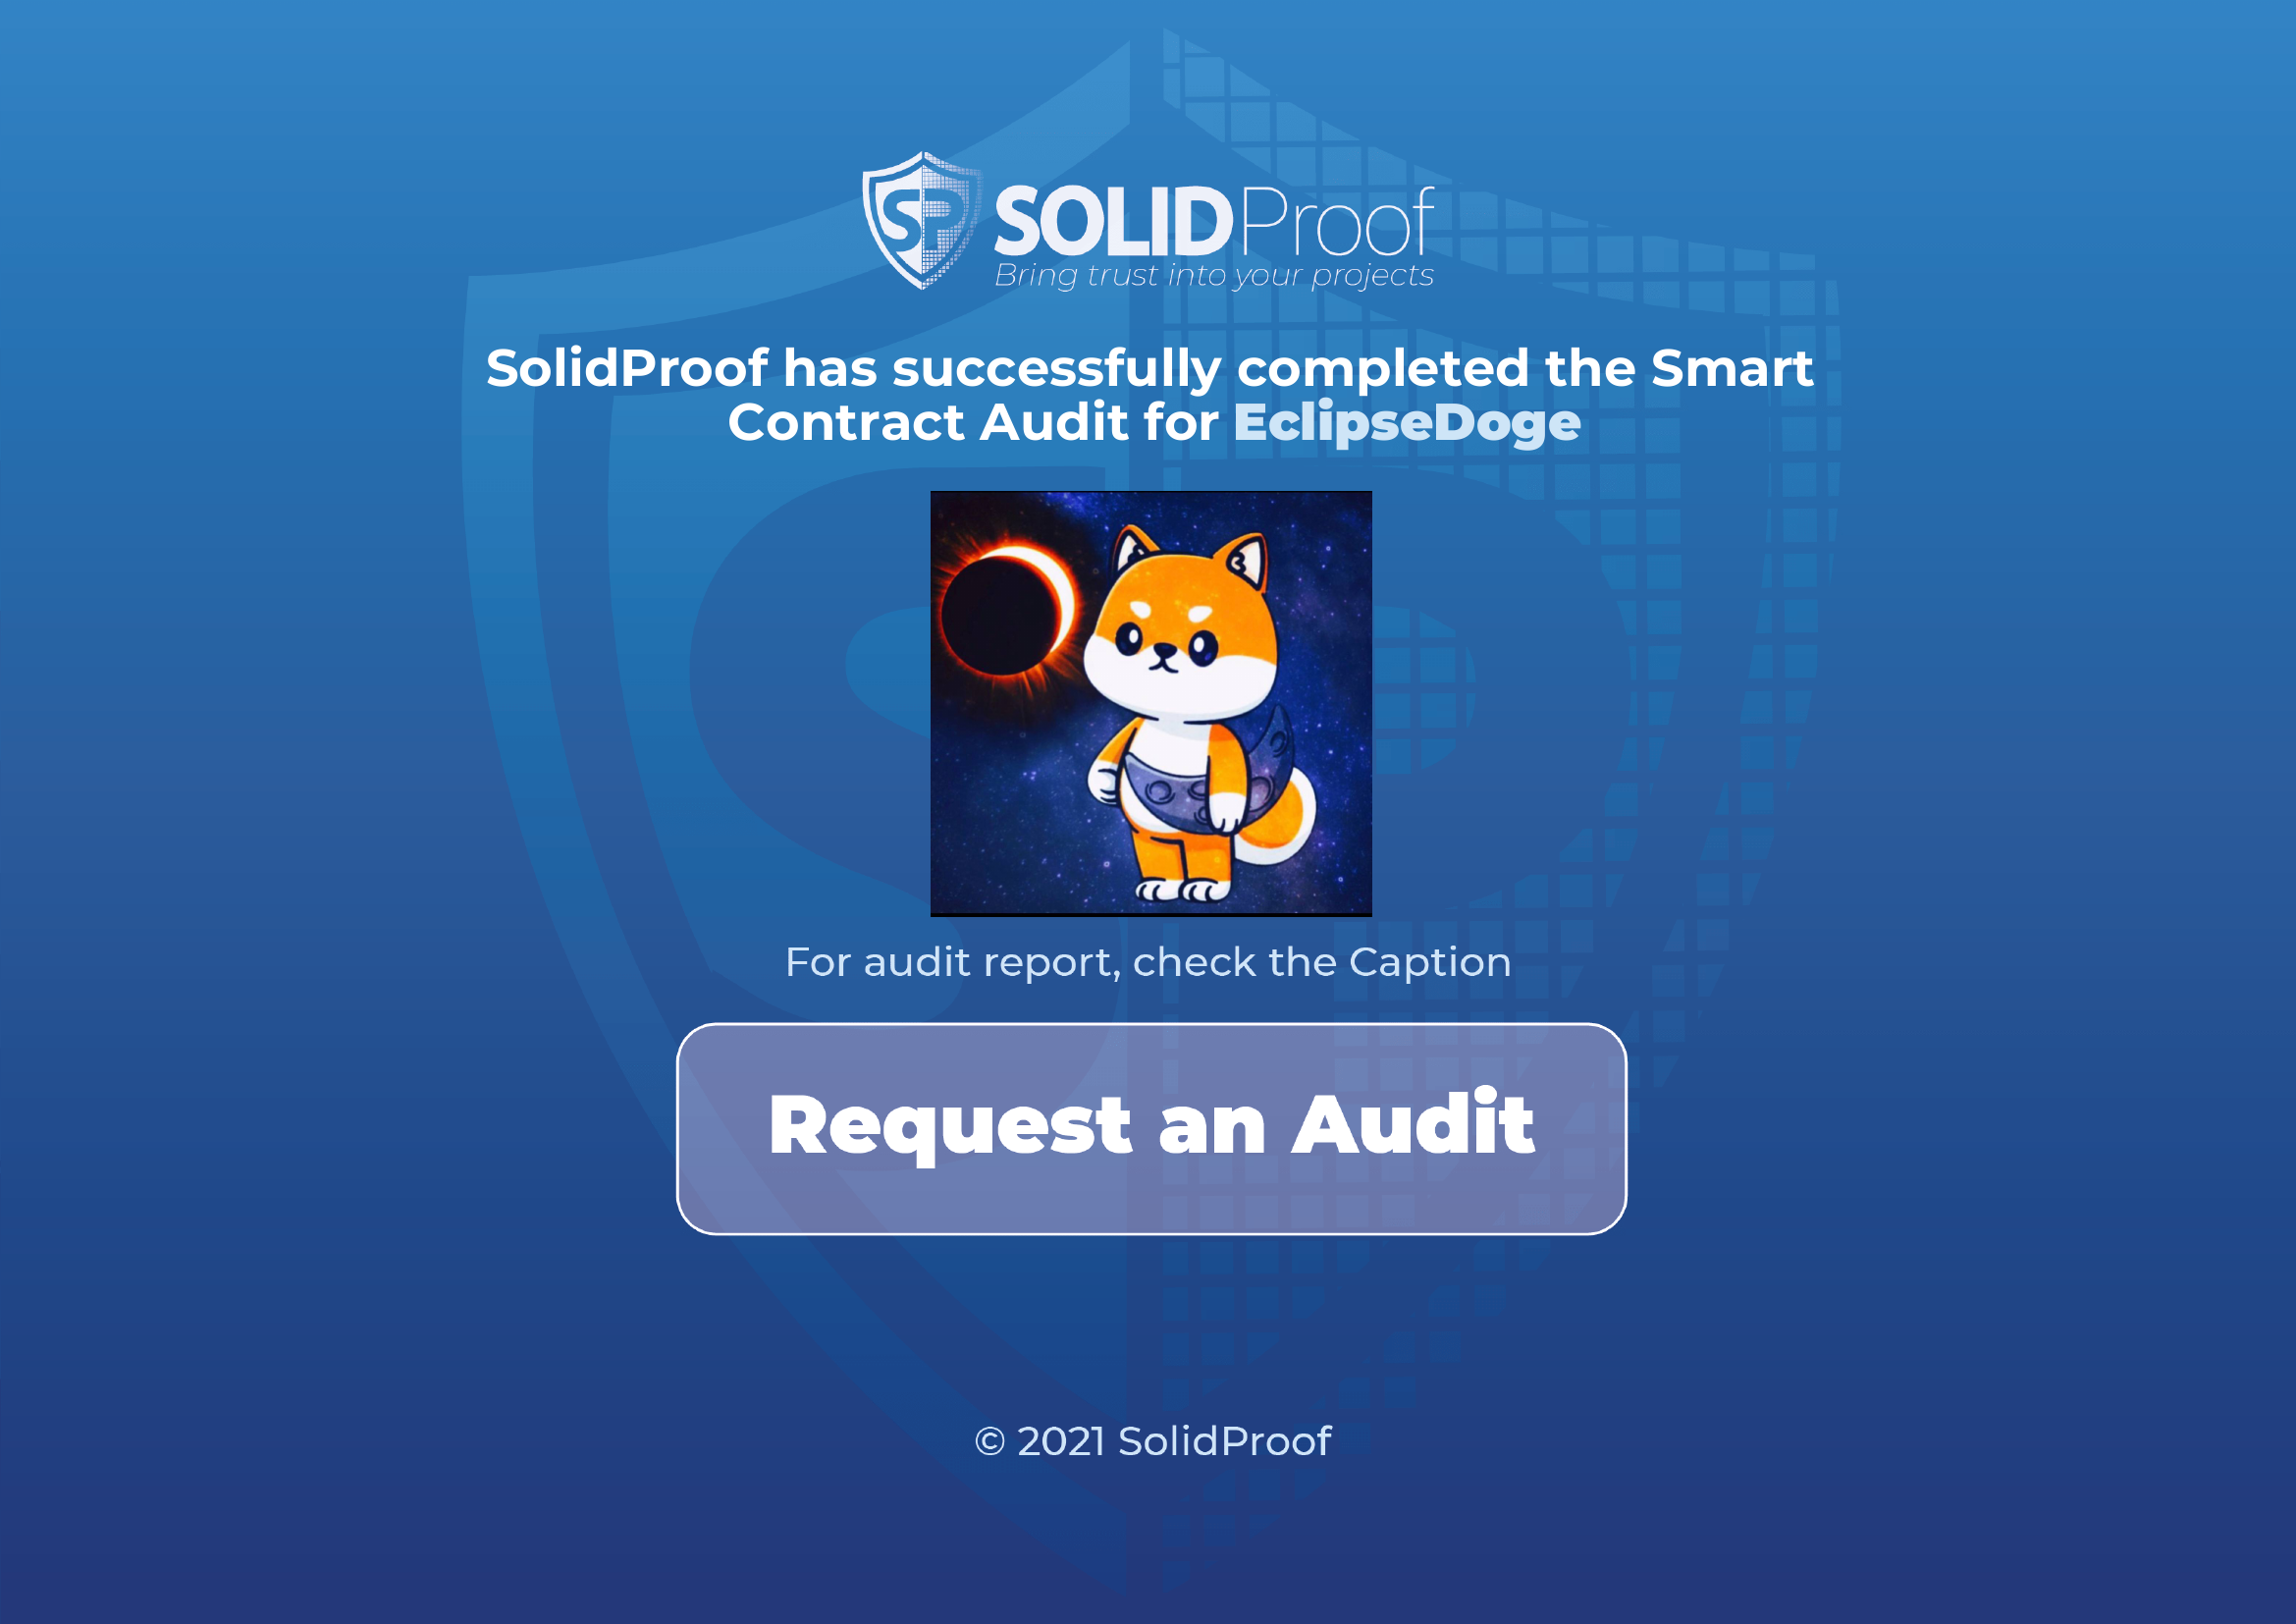 SP SOLIDProof
Bring trust into your projects
SolidProof has successfully completed the Smart
Contract Audit for EclipseDoge
For audit report, check the Caption
Request an Audit
© 2021 SolidProof